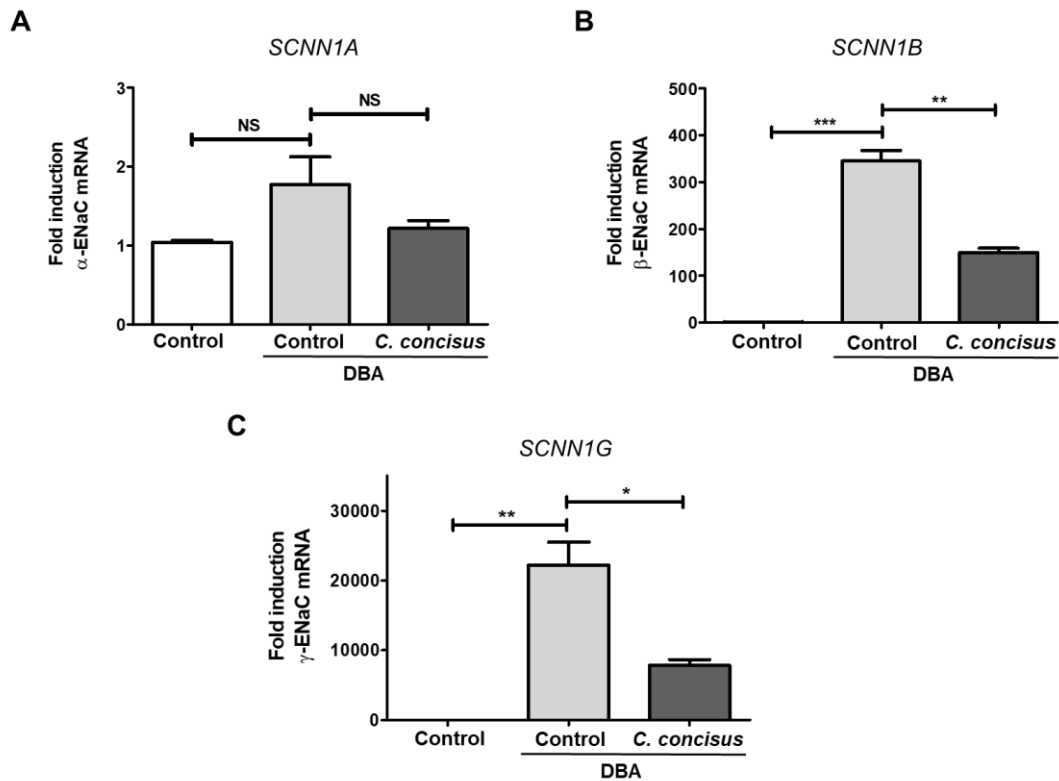 A
SCNN1A
Fold induction
α-ENaC mRNA
3
2
1
0
NS
NS
Control
Control
C. concisus
DBA
B
SCNN1B
Fold induction
β-ENaC mRNA
500
400
300
200
100
0
***
**
Control
Control
C. concisus
DBA
C
SCNN1G
Fold induction
γ-ENaC mRNA
30000
20000
10000
0
**
*
Control
Control
C. concisus
DBA